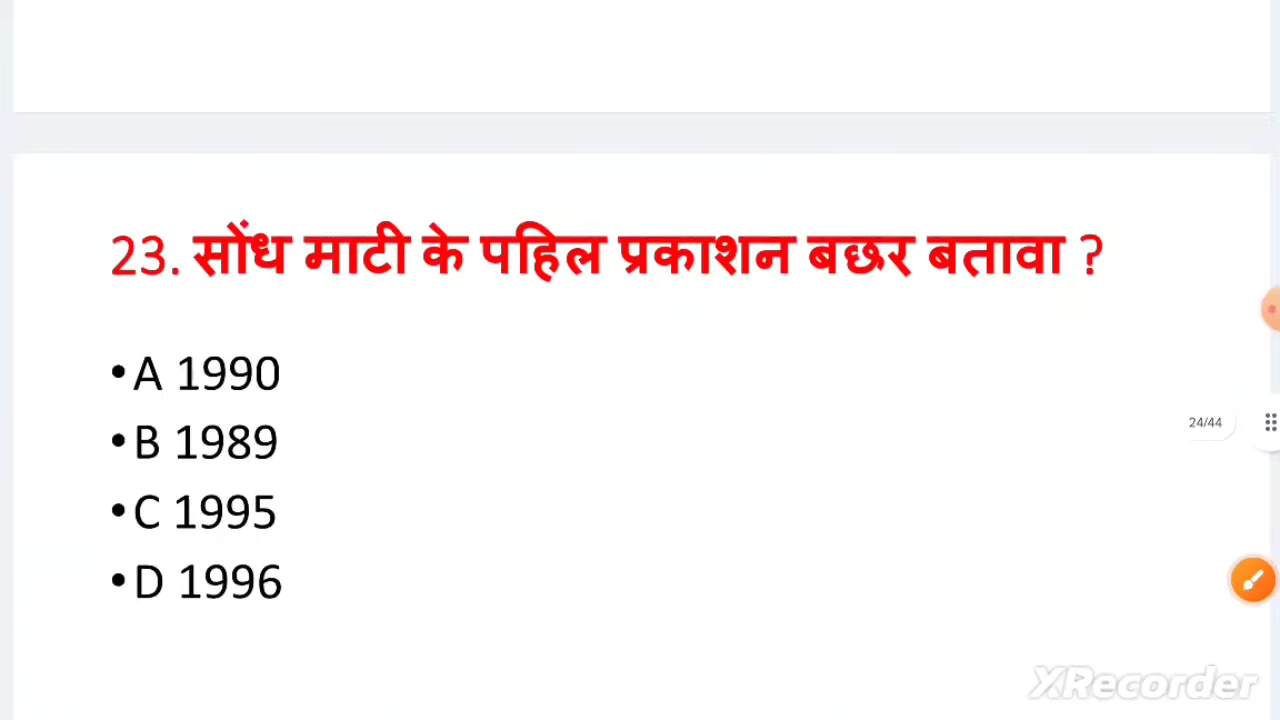 23. सोंध माटी के पहिल प्रकाशन बछर बतावा ?
•A 1990
•B 1989
24/44
•C 1995
•D 1996
XRecorder